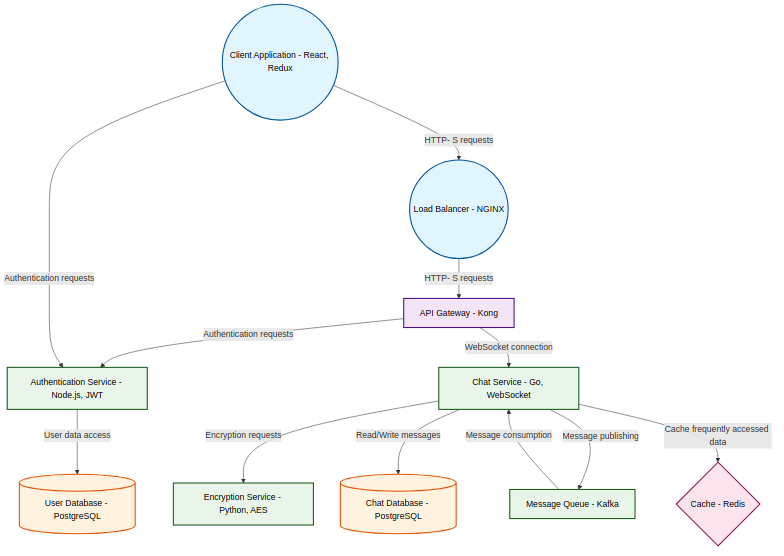 Client Application - React,
Redux
HTTP- S requests
Load Balancer - NGINX
Authentication requests
HTTP- S requests
API Gateway - Kong
Authentication requests
WebSocket connection
Authentication Service -
Node.js, JWT
Chat Service - Go,
WebSocket
User data access
Encryption requests
Read/Write messages
Message consumption
Message publishing
Cache frequently accessed
data
User Database -
PostgreSQL
Encryption Service -
Python, AES
Chat Database -
PostgreSQL
Message Queue - Kafka
Cache - Redis